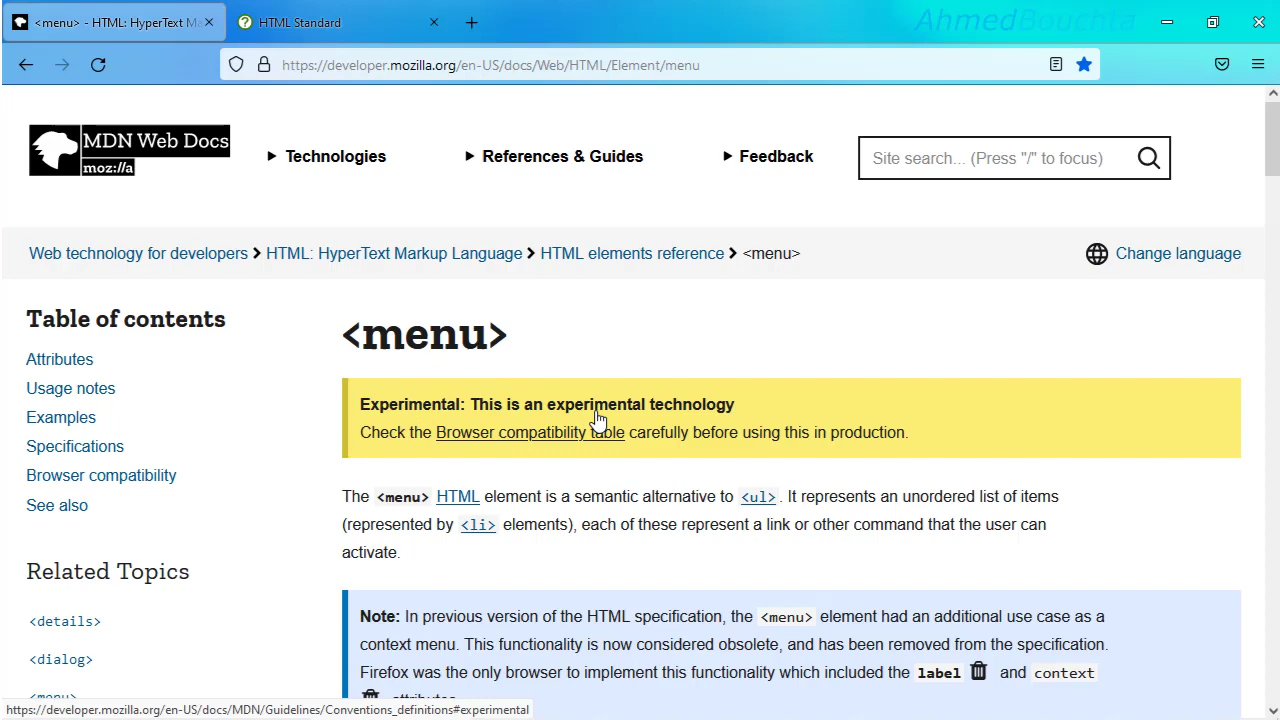 <menu> - HTML: HyperText Ma
HTML Standard
AhmedBouchta
https://developer.mozilla.org/en-US/docs/Web/HTML/Element/menu
MDN Web Docs
moz://a
Technologies
References & Guides
Feedback
Site search... (Press "/" to focus)
Web technology for developers > HTML: HyperText Markup Language > HTML elements reference > <menu>
Change language
Table of contents
Attributes
Usage notes
Examples
Specifications
Browser compatibility
See also
Related Topics
<details>
<dialog>
<menu>
<menu>
Experimental: This is an experimental technology
Check the Browser compatibility table carefully before using this in production.
The <menu> HTML element is a semantic alternative to <ul>. It represents an unordered list of items
(represented by <li> elements), each of these represent a link or other command that the user can
activate.
Note: In previous version of the HTML specification, the <menu> element had an additional use case as a
context menu. This functionality is now considered obsolete, and has been removed from the specification.
Firefox was the only browser to implement this functionality which included the label and context
attributes
https://developer.mozilla.org/en-US/docs/MDN/Guidelines/Conventions_definitions#experimental